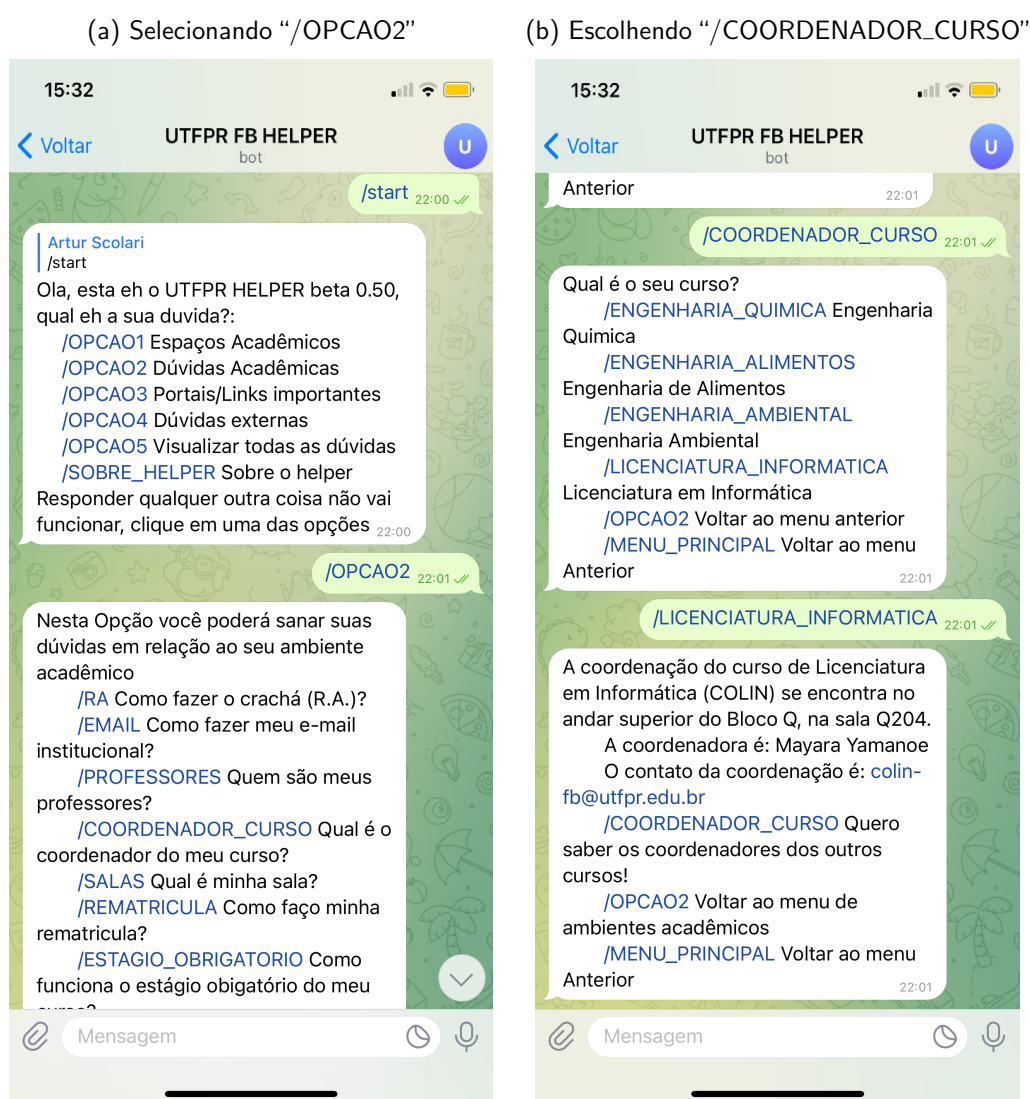 (a) Selecionando “/OPCAO2”
15:32
Voltar
UTFPR FB HELPER
bot
U
/start 22:00
Artur Scolari
/start
Ola, esta eh o UTFPR HELPER beta 0.50,
qual eh a sua duvida?:
/OPCAO1 Espaços Acadêmicos
/OPCAO2 Dúvidas Acadêmicas
/OPCAO3 Portais/Links importantes
/OPCAO4 Dúvidas externas
/OPCAO5 Visualizar todas as dúvidas
/SOBRE_HELPER Sobre o helper
Responder qualquer outra coisa não vai
funcionar, clique em uma das opções 22:00
/OPCAO2 22:01
Nesta Opção você poderá sanar suas
dúvidas em relação ao seu ambiente
acadêmico
/RA Como fazer o crachá (R.A.)?
/EMAIL Como fazer meu e-mail
institucional?
/PROFESSORES Quem são meus
professores?
/COORDENADOR_CURSO Qual é o
coordenador do meu curso?
/SALAS Qual é minha sala?
/REMATRICULA Como faço minha
rematricula?
/ESTAGIO_OBRIGATORIO Como
funciona o estágio obigatório do meu
curso?
Mensagem
(b) Escolhendo “/COORDENADOR_CURSO”
15:32
Voltar
UTFPR FB HELPER
bot
U
Anterior 22:01
/COORDENADOR_CURSO 22:01
Qual é o seu curso?
/ENGENHARIA_QUIMICA Engenharia
Quimica
/ENGENHARIA_ALIMENTOS
Engenharia de Alimentos
/ENGENHARIA_AMBIENTAL
Engenharia Ambiental
/LICENCIATURA_INFORMATICA
Licenciatura em Informática
/OPCAO2 Voltar ao menu anterior
/MENU_PRINCIPAL Voltar ao menu
Anterior 22:01
/LICENCIATURA_INFORMATICA 22:01
A coordenação do curso de Licenciatura
em Informática (COLIN) se encontra no
andar superior do Bloco Q, na sala Q204.
A coordenadora é: Mayara Yamanoe
O contato da coordenação é: colin-
fb@utfpr.edu.br
/COORDENADOR_CURSO Quero
saber os coordenadores dos outros
cursos!
/OPCAO2 Voltar ao menu de
ambientes acadêmicos
/MENU_PRINCIPAL Voltar ao menu
Anterior 22:01
Mensagem